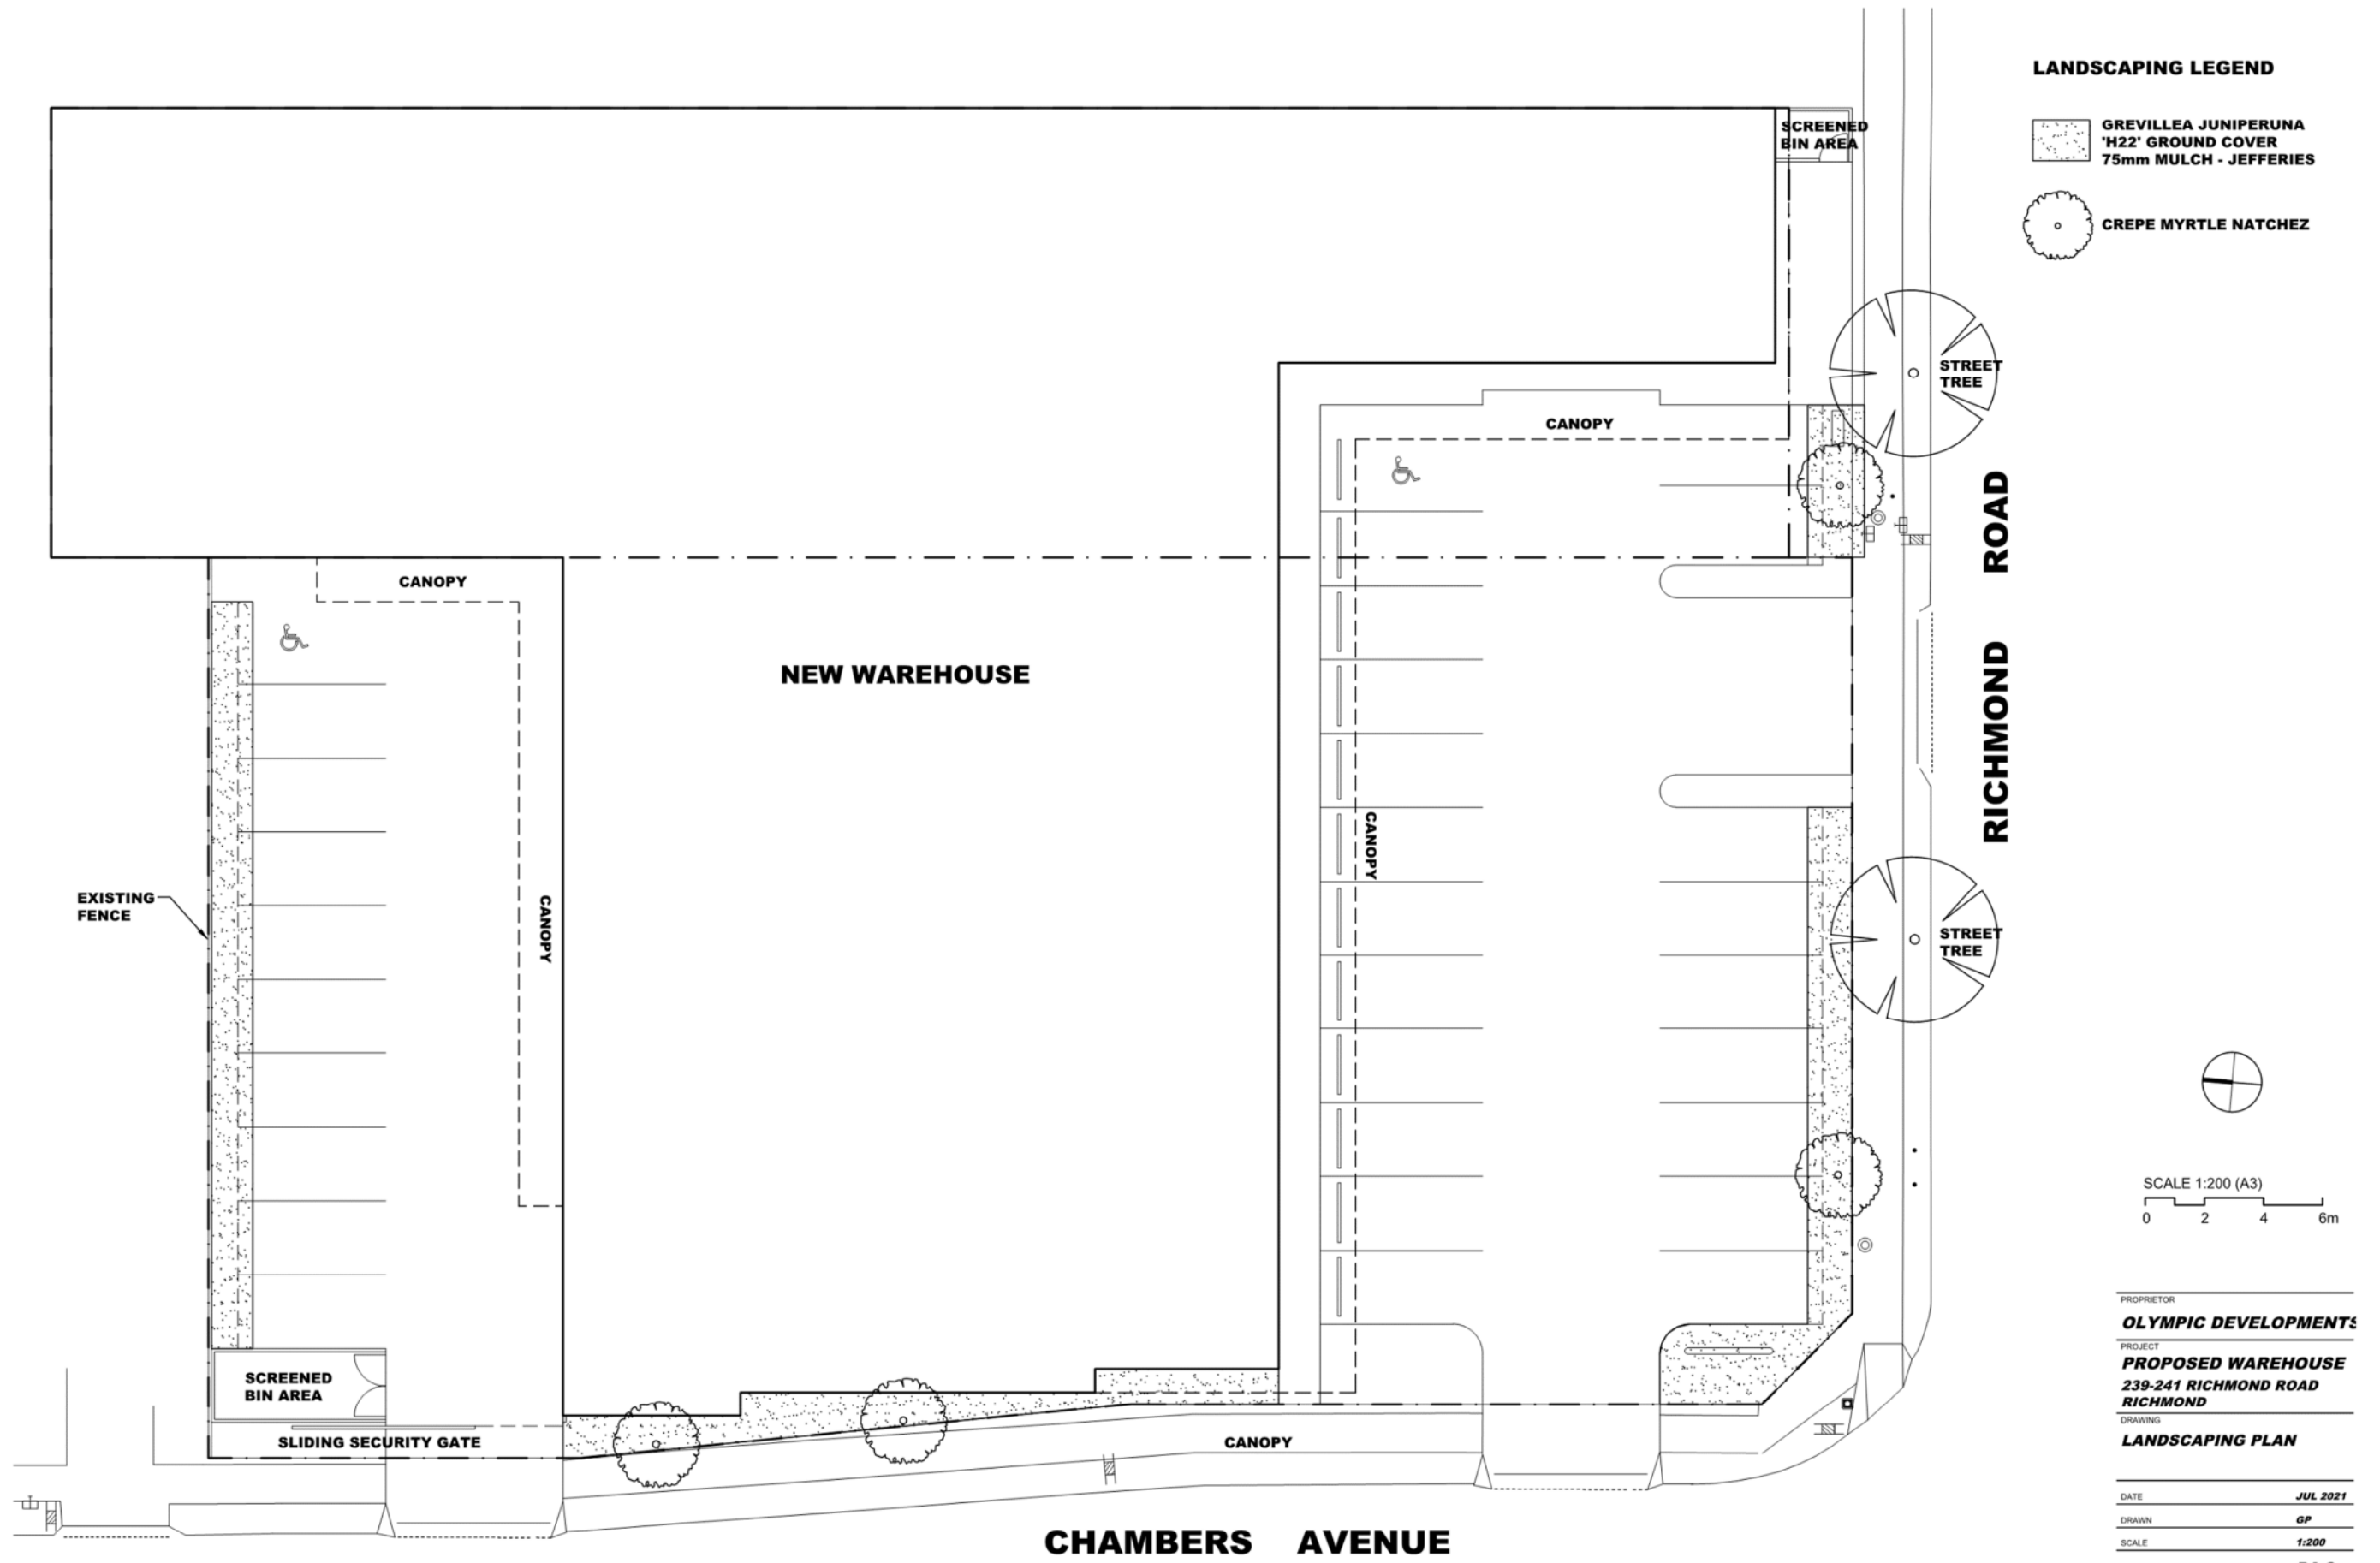 LANDSCAPING LEGEND
GREVILLEA JUNIPERUNA
'H22' GROUND COVER
75mm MULCH - JEFFERIES
CREPE MYRTLE NATCHEZ
SCREENED
BIN AREA
STREET
TREE
CANOPY
ROAD
RICHMOND
CANOPY
NEW WAREHOUSE
CANOPY
CANOPY
EXISTING
FENCE
STREET
TREE
SCALE 1:200 (A3)
0 2 4 6m
SCREENED
BIN AREA
SLIDING SECURITY GATE
CANOPY
CHAMBERS AVENUE
PROPRIETOR
OLYMPIC DEVELOPMENTS
PROJECT
PROPOSED WAREHOUSE
239-241 RICHMOND ROAD
RICHMOND
DRAWING
LANDSCAPING PLAN
DATE JUL 2021
DRAWN GP
SCALE 1:200